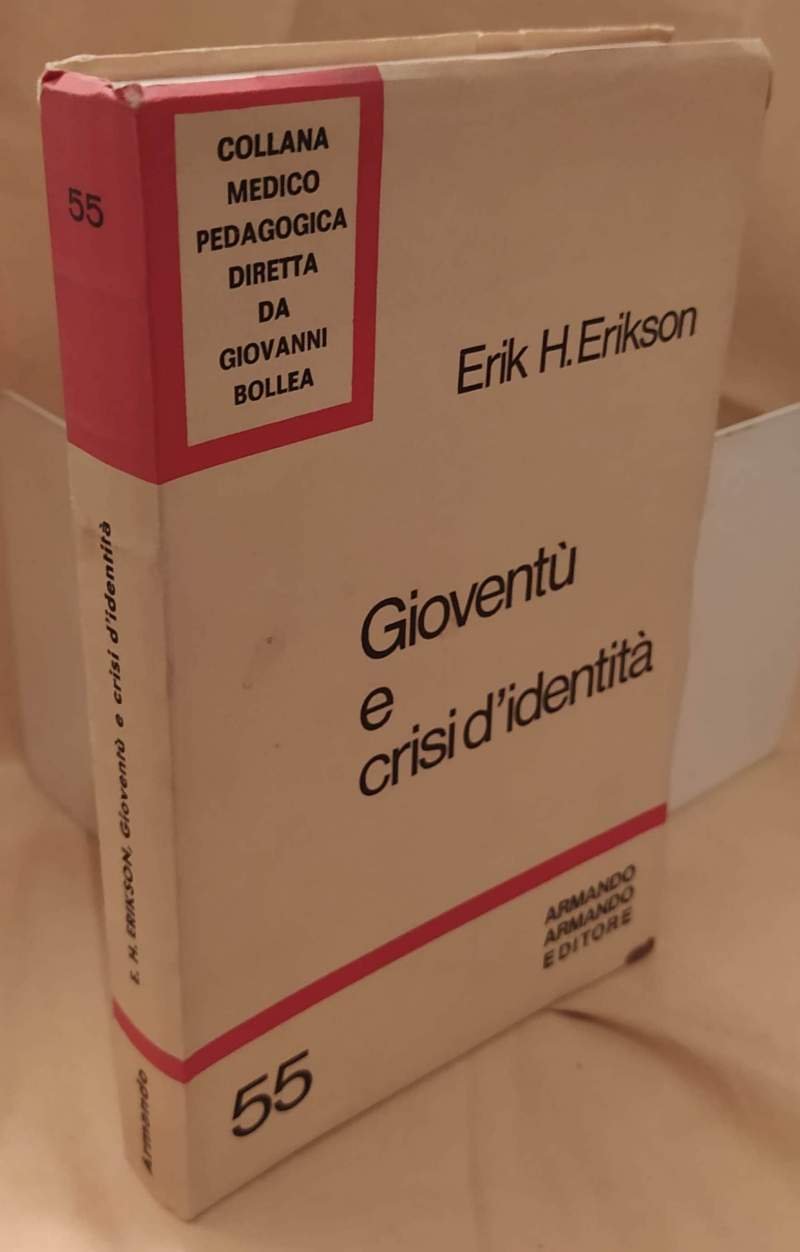 55
COLLANA
MEDICO
PEDAGOGICA
DIRETTA
DA
GIOVANNI
BOLLEA
Erik H. Erikson
Gioventù
e
crisi d'identità
ARMANDO
ARMANDO
EDITORE
55
E. H. ERIKSON, Gioventù e crisi d'identità
Armando